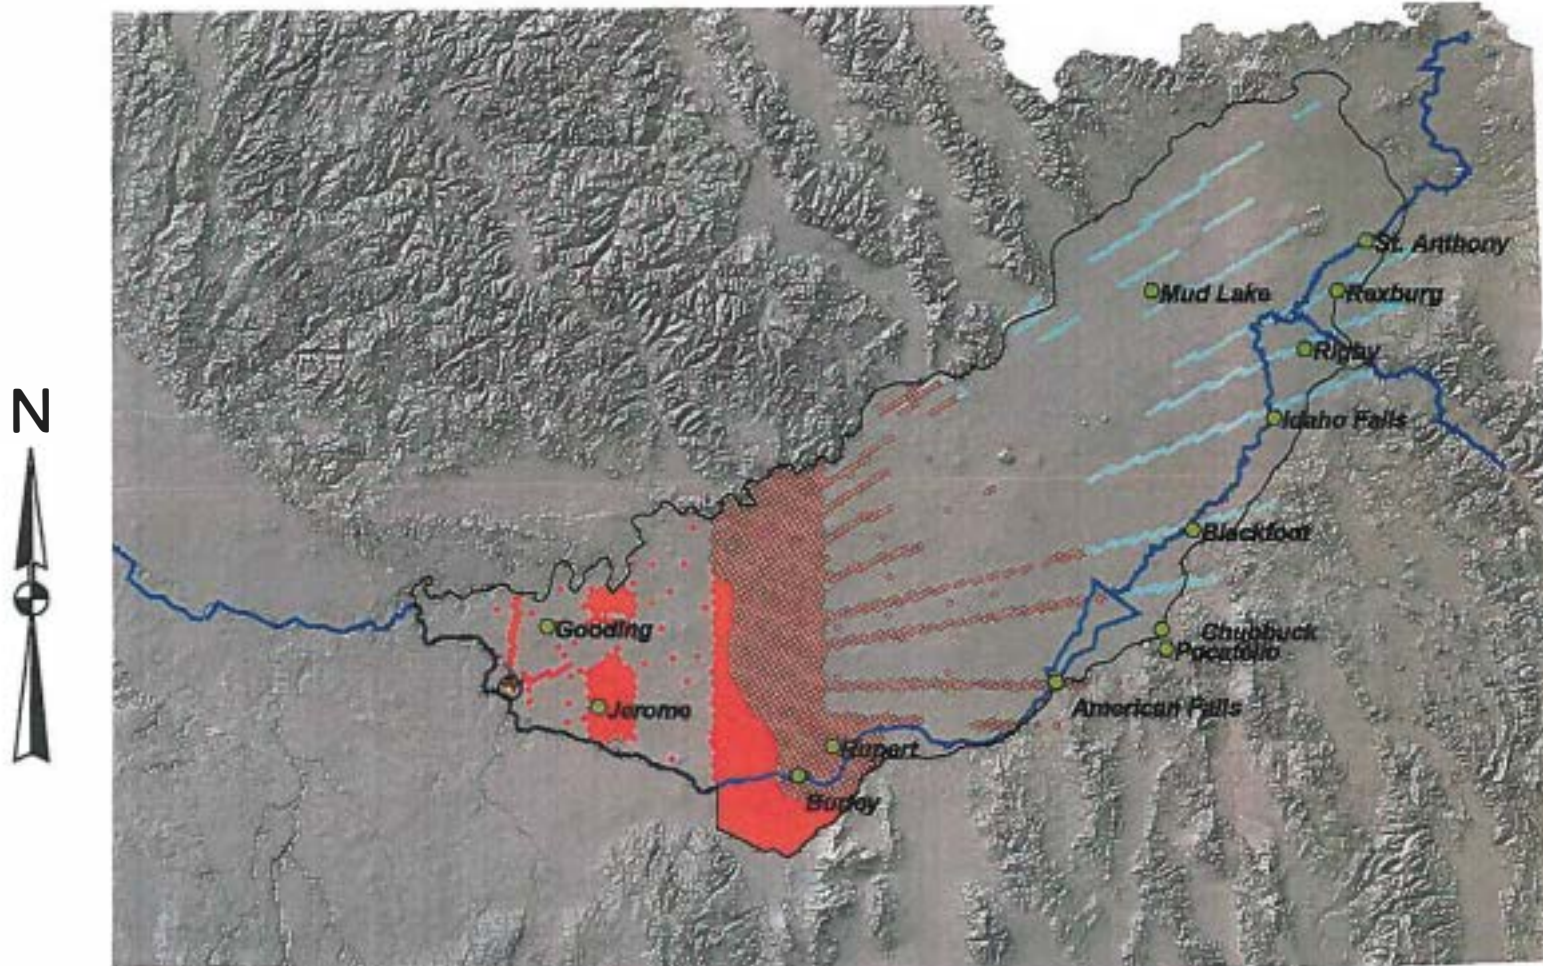 St. Anthony
Mud Lake
Rexburg
Rigby
N
Idaho Falls
Blackfoot
Gooding
Chubbuck
Pocatello
Jerome
American Falls
Rupert
Burley